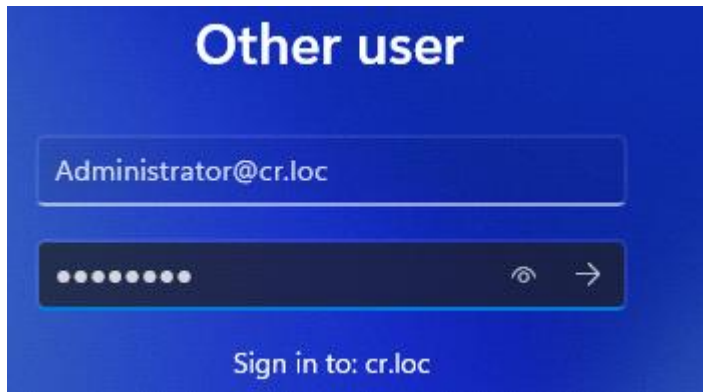 Other user
Administrator@cr.loc
••••••••
Sign in to: cr.loc